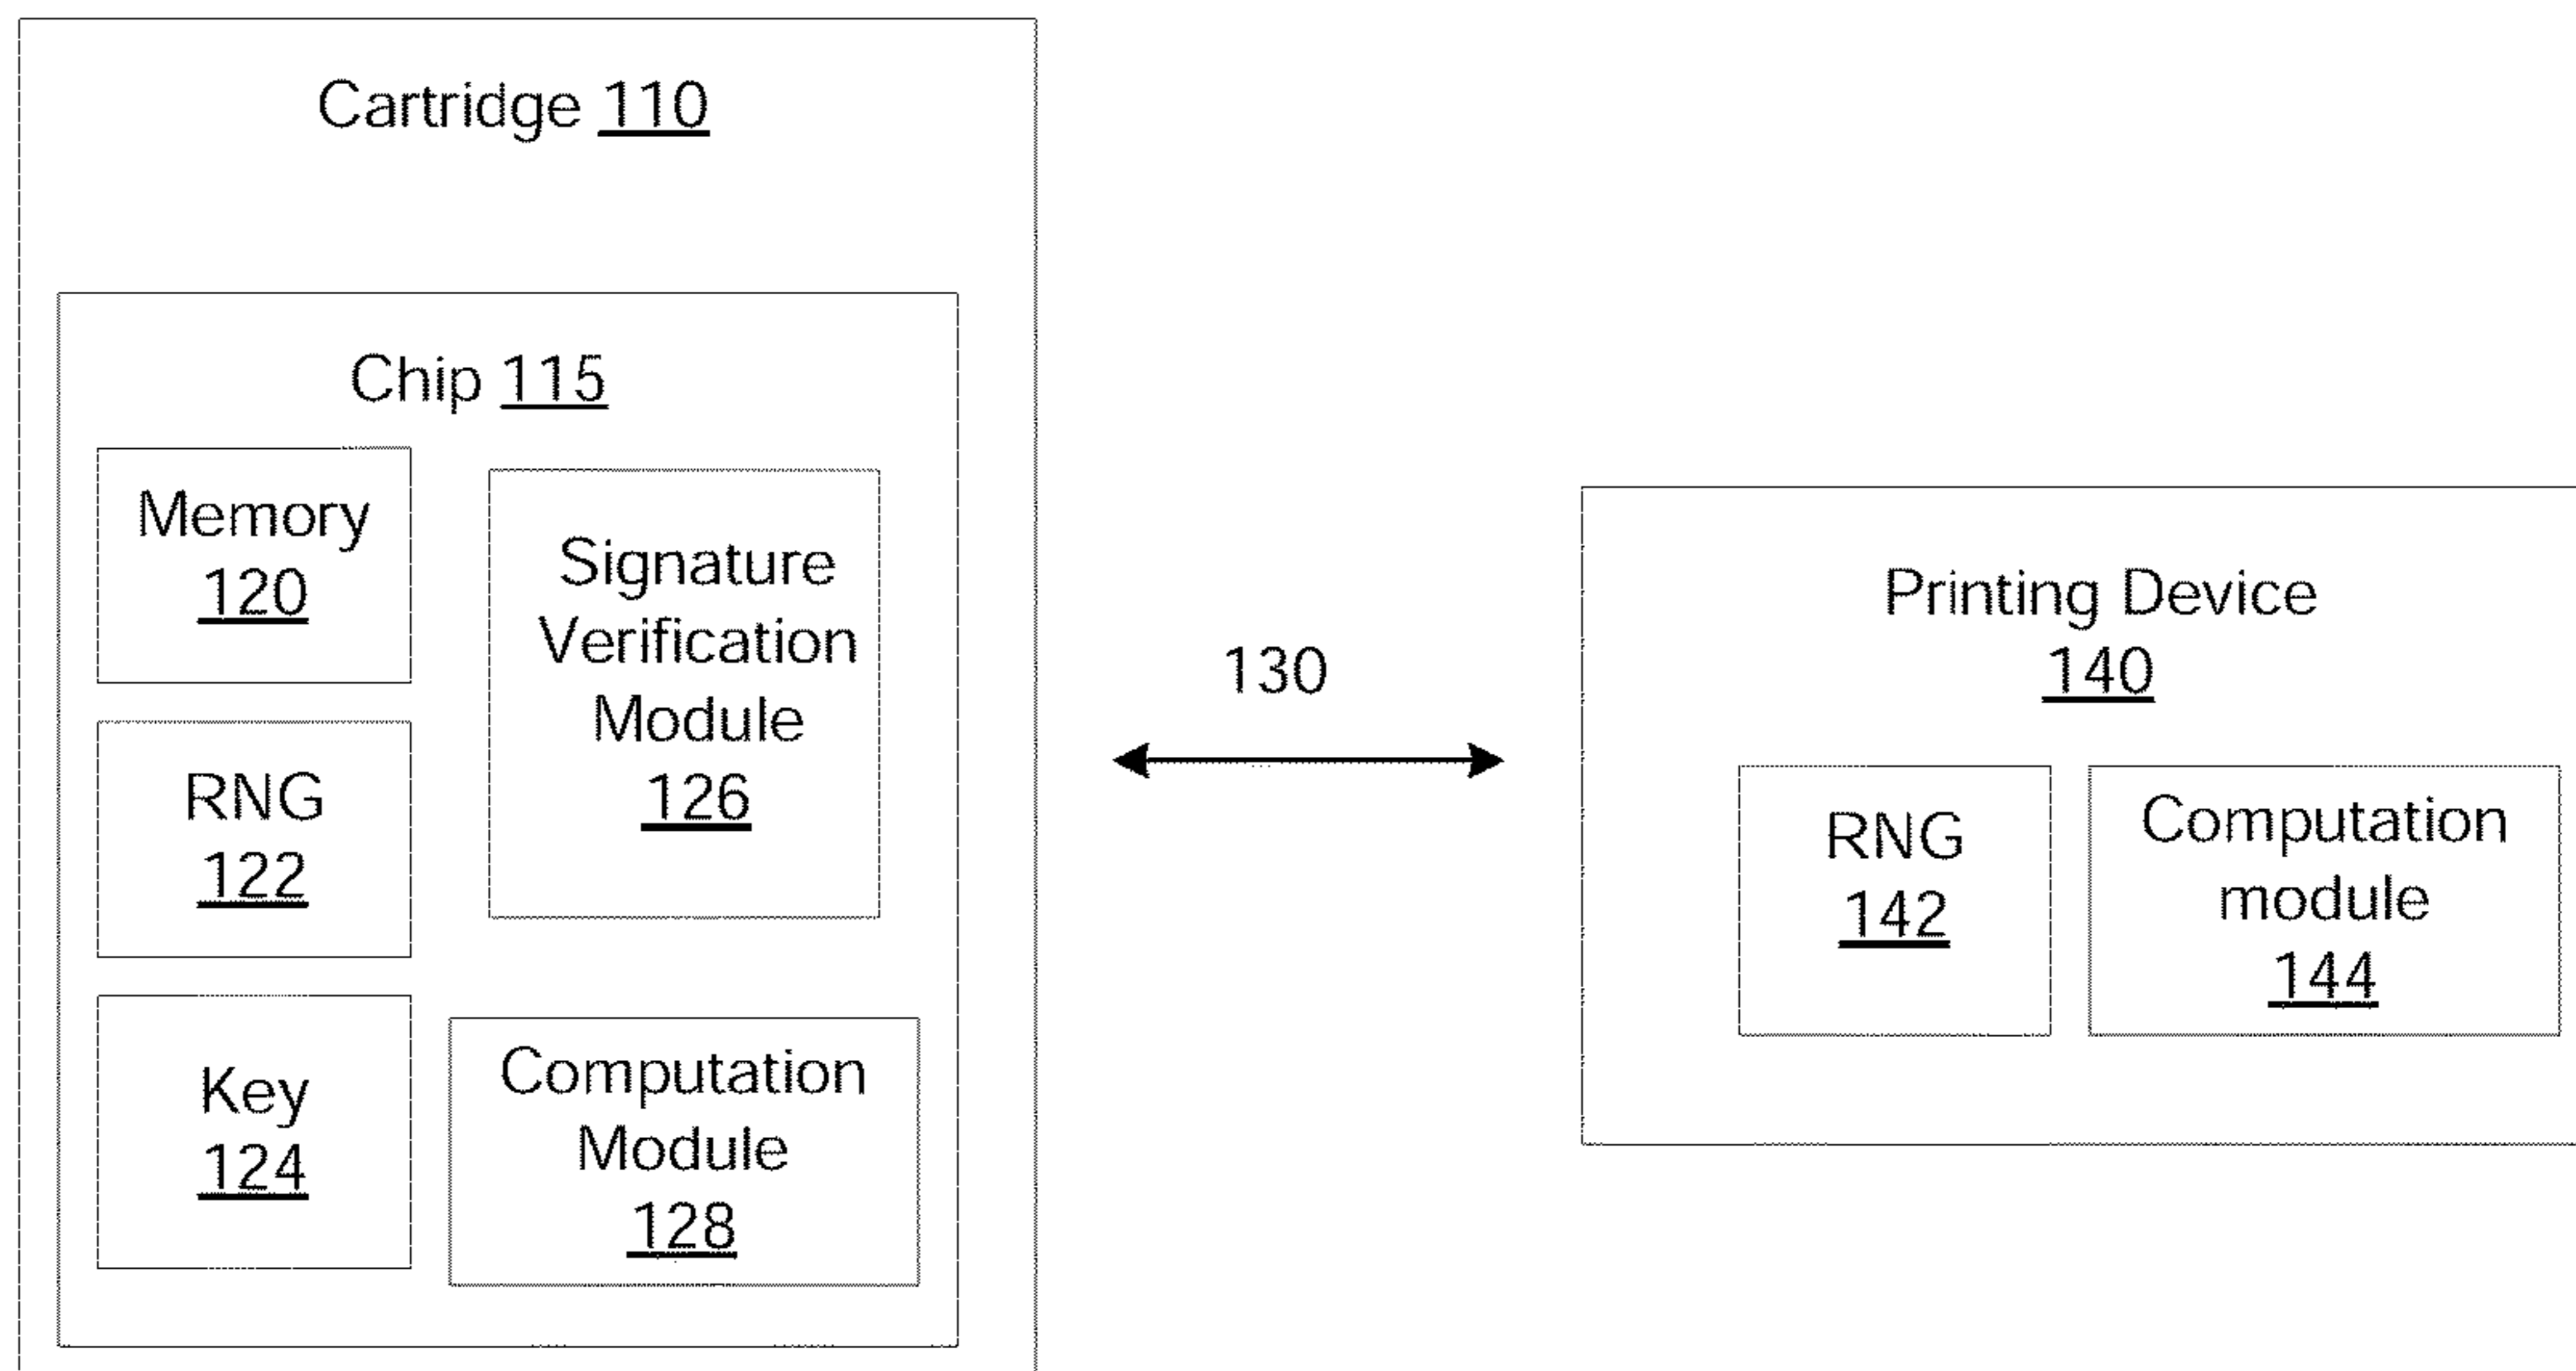 Cartridge 110
Chip 115
Memory
120
Signature
Verification
Module
126
RNG
122
Key
124
Computation
Module
128
130
Printing Device
140
RNG
142
Computation
module
144